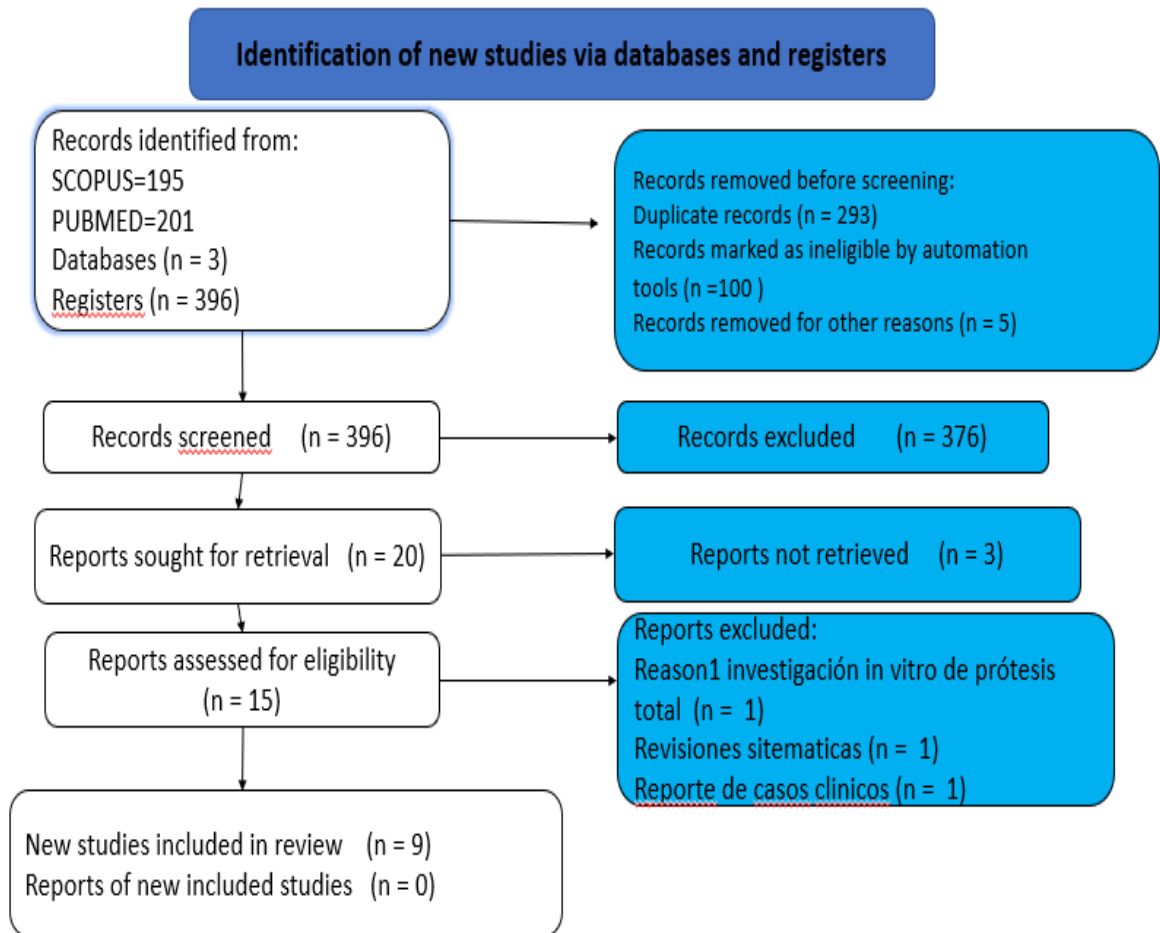 Identification of new studies via databases and registers
Records identified from:
SCOPUS=195
PUBMED=201
Databases (n = 3)
Registers (n = 396)
Records removed before screening:
Duplicate records (n = 293)
Records marked as ineligible by automation
tools (n =100 )
Records removed for other reasons (n = 5)
Records screened (n = 396)
Records excluded (n = 376)
Reports sought for retrieval (n = 20)
Reports not retrieved (n = 3)
Reports assessed for eligibility
(n = 15)
Reports excluded:
Reason1 investigación in vitro de prótesis
total (n = 1)
Revisiones sitematicas (n = 1)
Reporte de casos clinicos (n = 1)
New studies included in review (n = 9)
Reports of new included studies (n = 0)